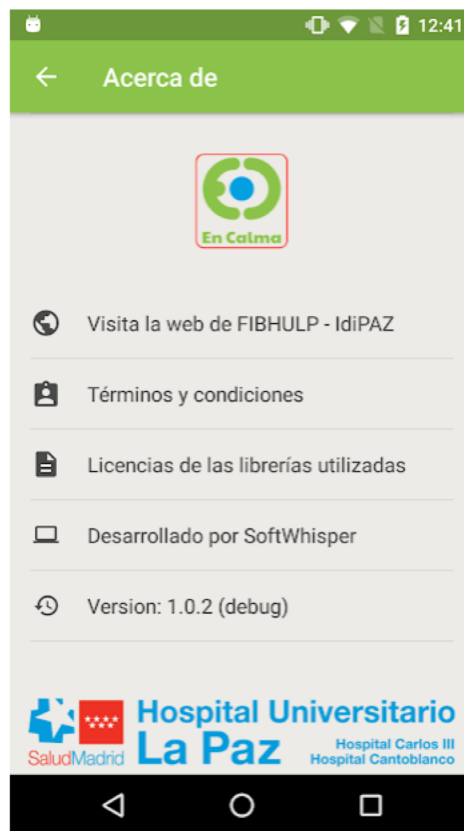 12:41
Acerca de
En Calma
Visita la web de FIBHULP - IdiPAZ
Términos y condiciones
Licencias de las librerías utilizadas
Desarrollado por SoftWhisper
Version: 1.0.2 (debug)
SaludMadrid
Hospital Universitario
La Paz
Hospital Carlos III
Hospital Cantoblanco